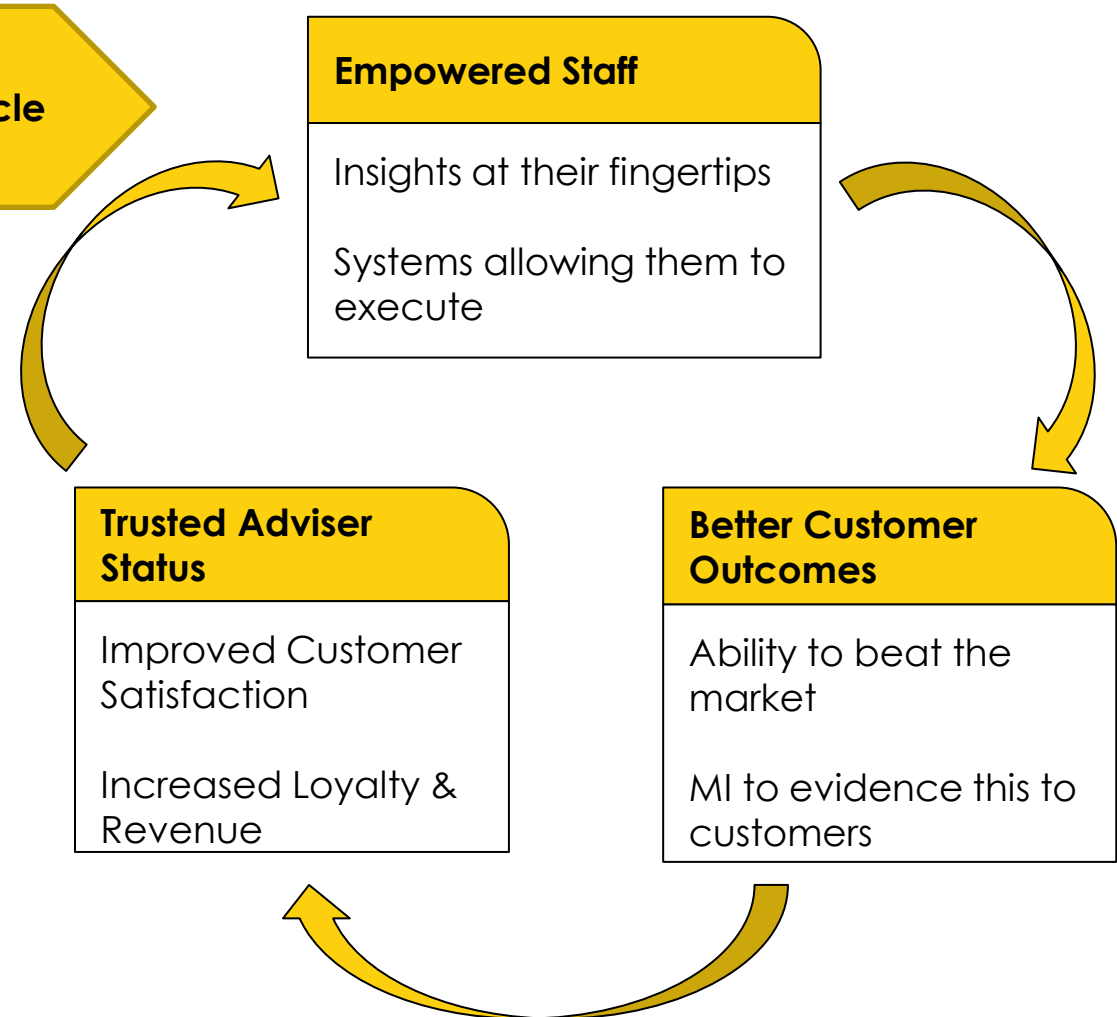 cle
Empowered Staff
Insights at their fingertips
Systems allowing them to
execute
Trusted Adviser
Status
Improved Customer
Satisfaction
Increased Loyalty &
Revenue
Better Customer
Outcomes
Ability to beat the
market
MI to evidence this to
customers